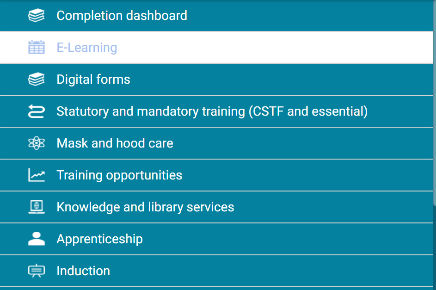 Completion dashboard
E-Learning
Digital forms
Statutory and mandatory training (CSTF and essential)
Mask and hood care
Training opportunities
Knowledge and library services
Apprenticeship
Induction